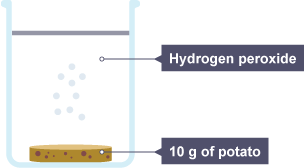 Hydrogen peroxide
10 g of potato